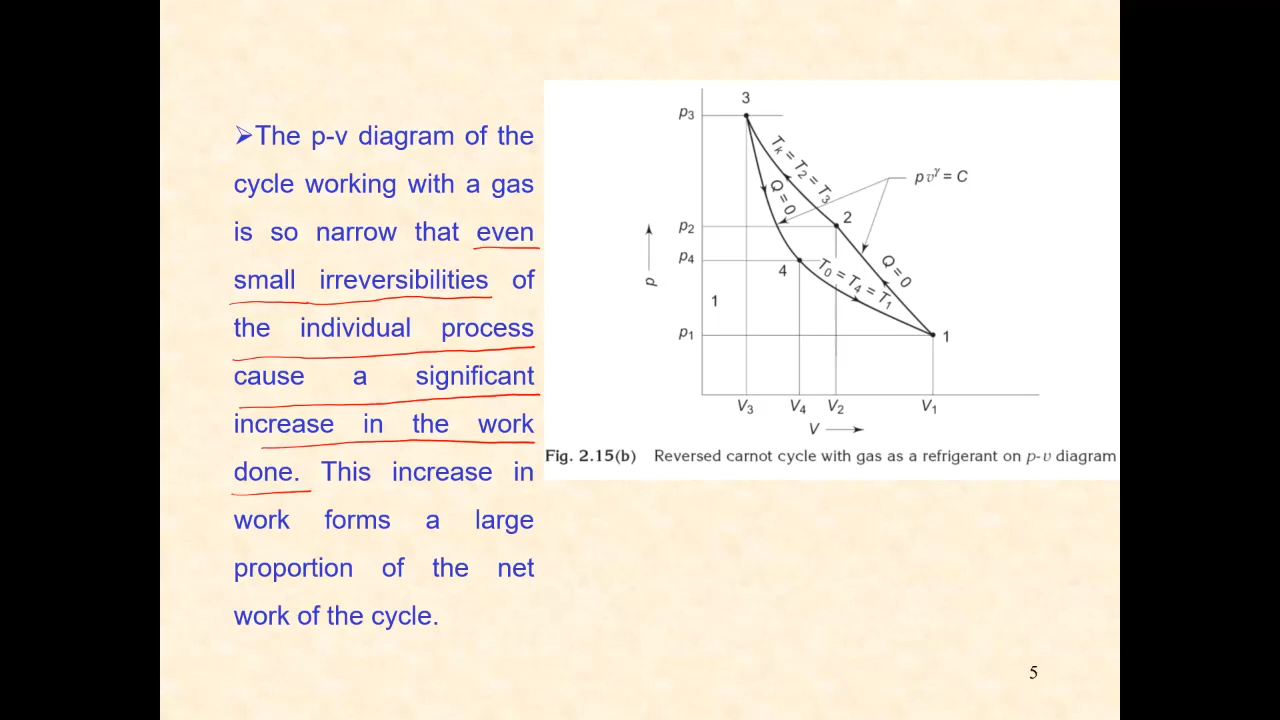 ➢The p-v diagram of the
cycle working with a gas
is so narrow that even
small irreversibilities of
the individual process
cause a significant
increase in the work
done. This increase in
work forms a large
proportion of the net
work of the cycle.
3
p₃
Tₖ = T₂ = T₃
p v^γ = C
Q = 0
2
p₂
p₄
4
T₀ = T₄ = T₁
Q = 0
p
1
p₁
1
V₃
V₄
V₂
V₁
V
Fig. 2.15(b) Reversed carnot cycle with gas as a refrigerant on p-v diagram
5